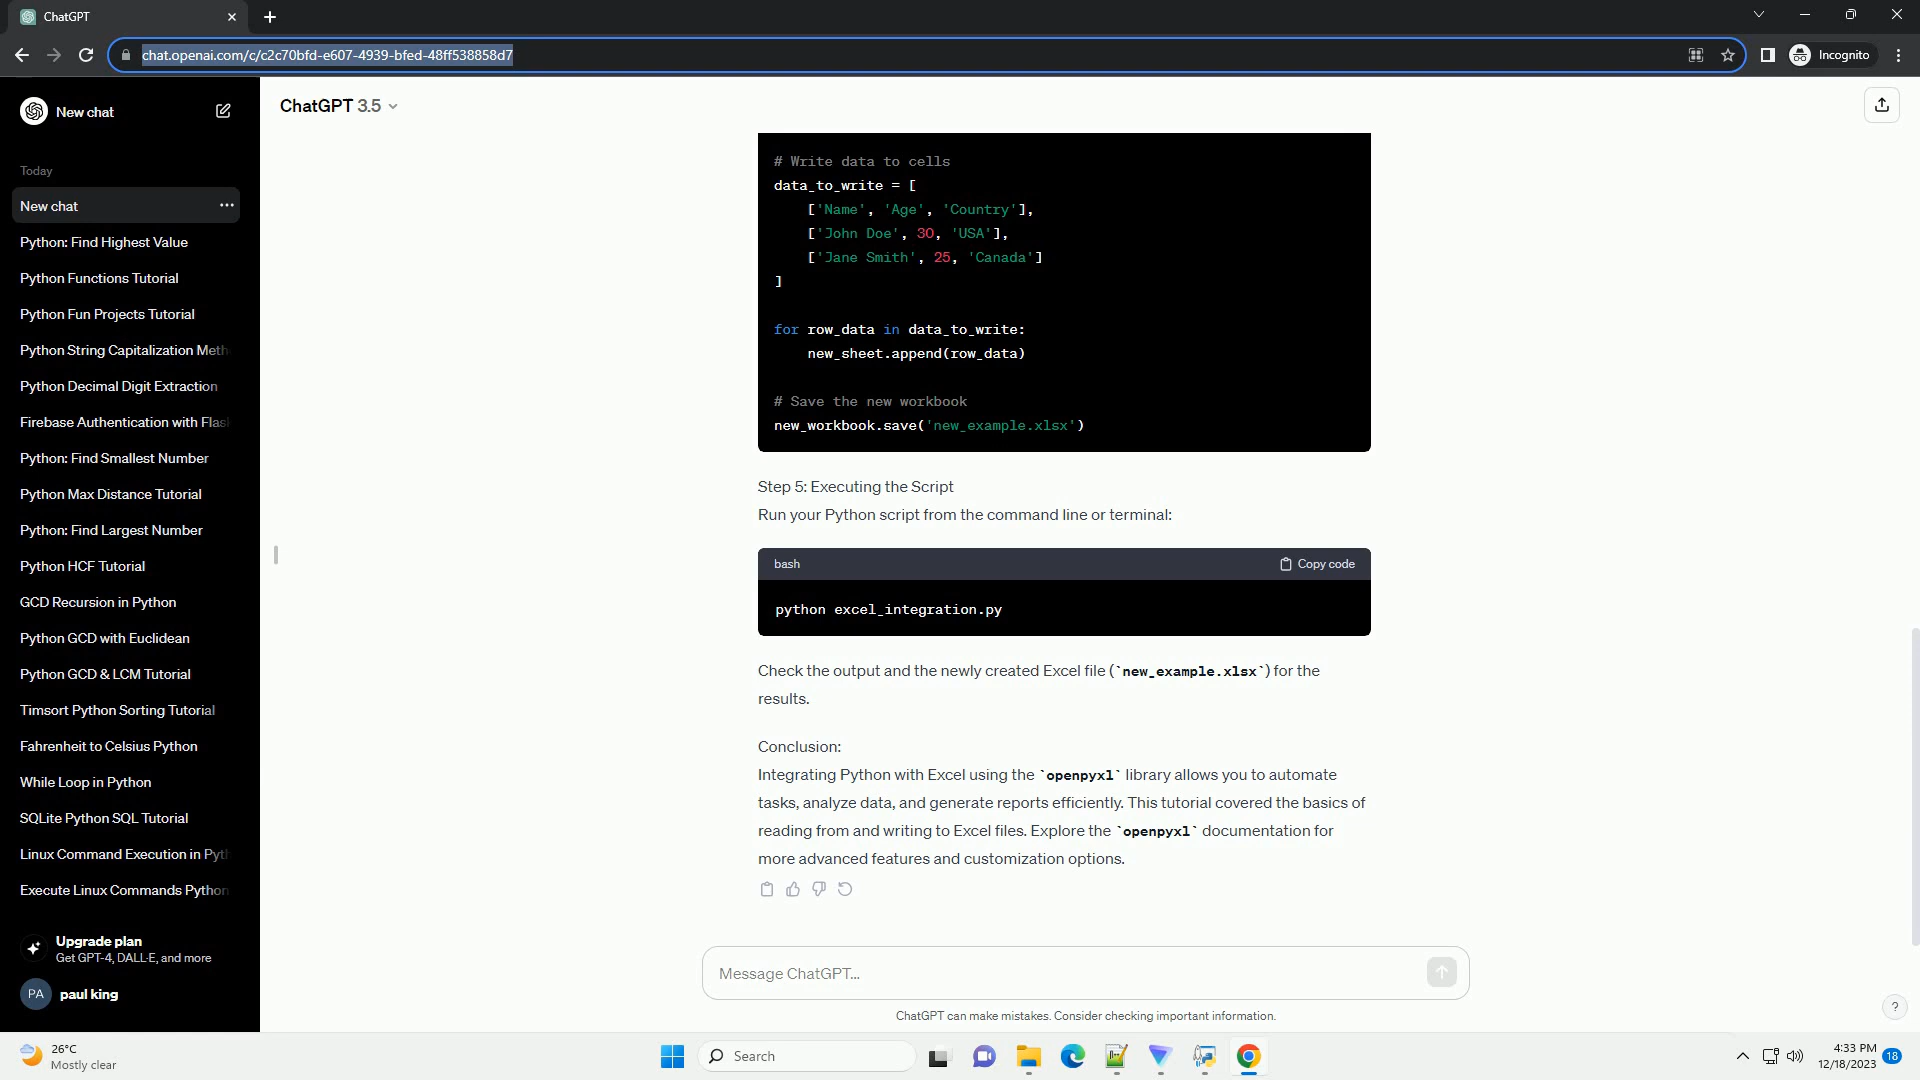 ChatGPT
chat.openai.com/c/c2c70bfd-e607-4939-bfed-48ff538858d7
Incognito
New chat
ChatGPT 3.5
Today
New chat
Python: Find Highest Value
Python Functions Tutorial
Python Fun Projects Tutorial
Python String Capitalization Meth
Python Decimal Digit Extraction
Firebase Authentication with Flas
Python: Find Smallest Number
Python Max Distance Tutorial
Python: Find Largest Number
Python HCF Tutorial
GCD Recursion in Python
Python GCD with Euclidean
Python GCD & LCM Tutorial
Timsort Python Sorting Tutorial
Fahrenheit to Celsius Python
While Loop in Python
SQLite Python SQL Tutorial
Linux Command Execution in Pyth
Execute Linux Commands Python
Upgrade plan
Get GPT-4, DALL·E, and more
PA
paul king
# Write data to cells
data_to_write = [
['Name', 'Age', 'Country'],
['John Doe', 30, 'USA'],
['Jane Smith', 25, 'Canada']
]
for row_data in data_to_write:
new_sheet.append(row_data)
# Save the new workbook
new_workbook.save('new_example.xlsx')
Step 5: Executing the Script
Run your Python script from the command line or terminal:
bash
Copy code
python excel_integration.py
Check the output and the newly created Excel file (`new_example.xlsx`) for the
results.
Conclusion:
Integrating Python with Excel using the `openpyxl` library allows you to automate
tasks, analyze data, and generate reports efficiently. This tutorial covered the basics of
reading from and writing to Excel files. Explore the `openpyxl` documentation for
more advanced features and customization options.
Message ChatGPT...
ChatGPT can make mistakes. Consider checking important information.
?
26°C
Mostly clear
Search
4:33 PM
12/18/2023
18